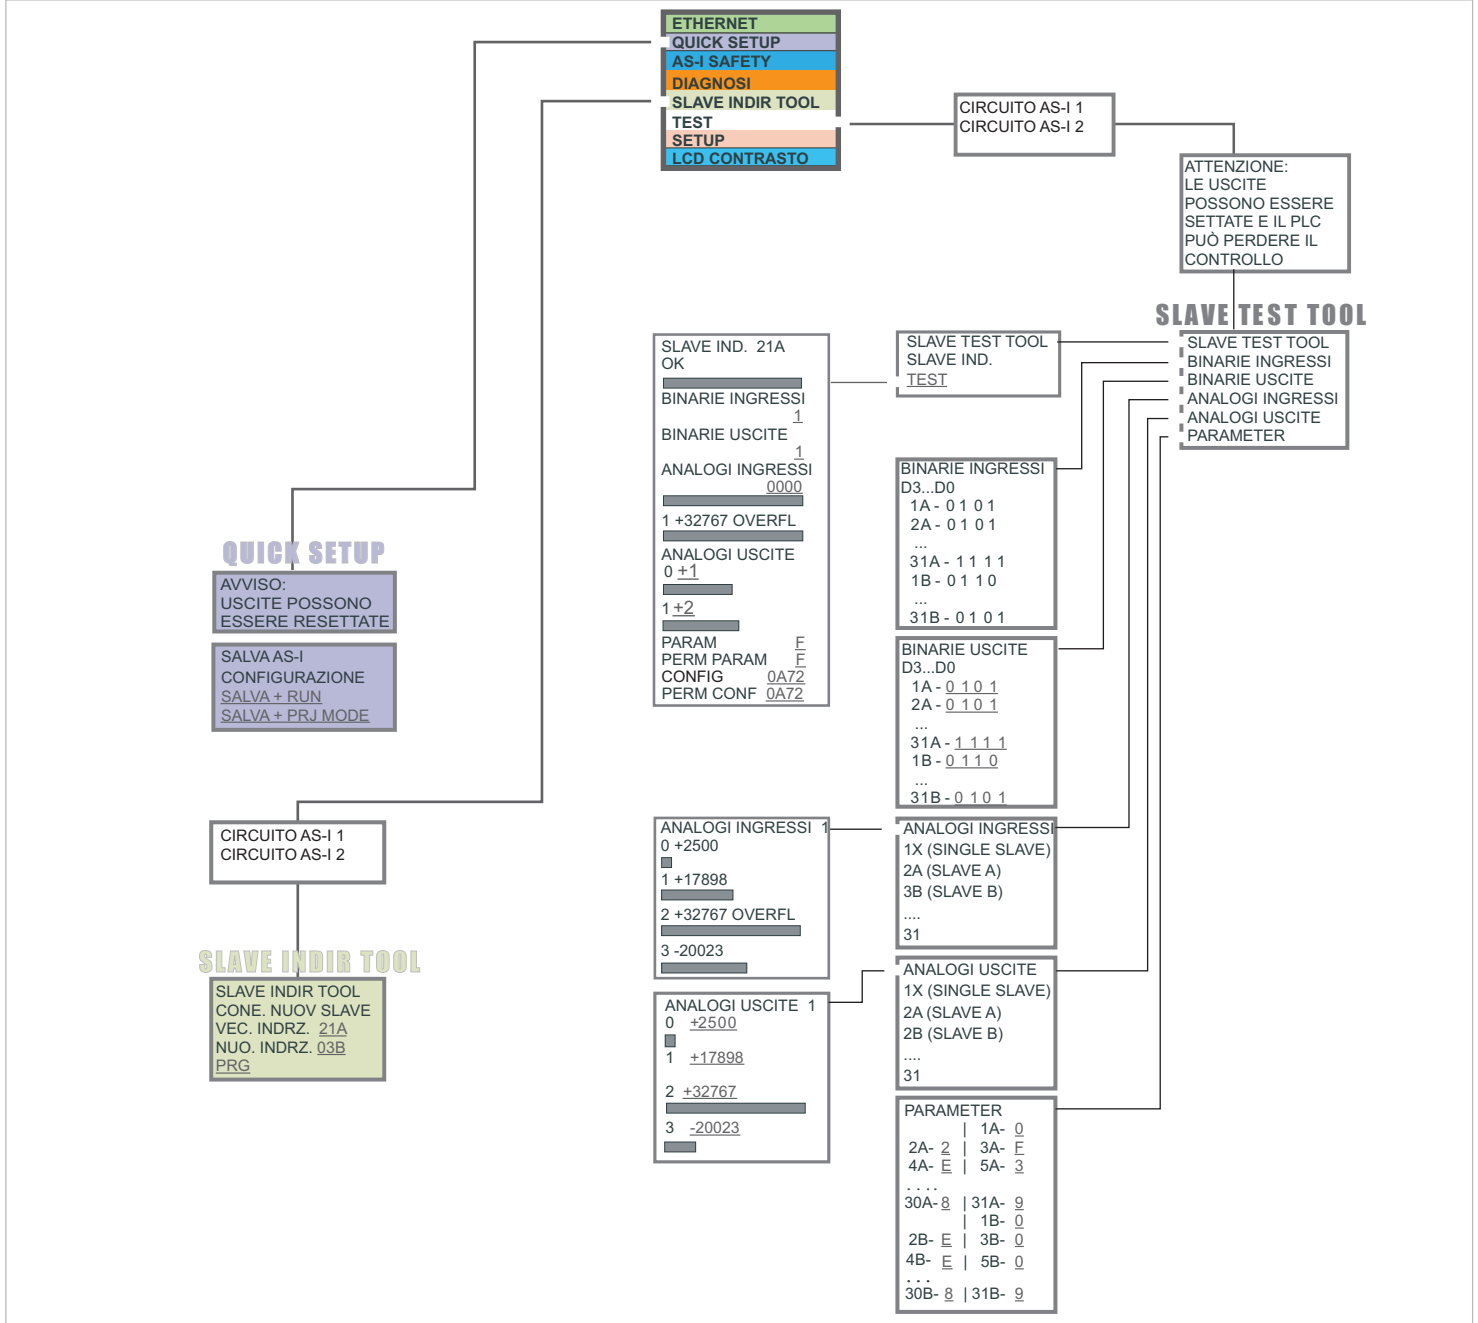 ETHERNET
QUICK SETUP
AS-I SAFETY
DIAGNOSI
SLAVE INDIR TOOL
TEST
SETUP
LCD CONTRASTO
CIRCUITO AS-I 1
CIRCUITO AS-I 2
ATTENZIONE:
LE USCITE
POSSONO ESSERE
SETTATE E IL PLC
PUÒ PERDERE IL
CONTROLLO
SLAVE TEST TOOL
SLAVE TEST TOOL
BINARIE INGRESSI
BINARIE USCITE
ANALOGI INGRESSI
ANALOGI USCITE
PARAMETER
SLAVE TEST TOOL
SLAVE IND.
TEST
SLAVE IND. 21A
OK
BINARIE INGRESSI
1
BINARIE USCITE
1
ANALOGI INGRESSI
0000
1 +32767 OVERFL
ANALOGI USCITE
0 +1
1 +2
PARAM F
PERM PARAM F
CONFIG 0A72
PERM CONF 0A72
BINARIE INGRESSI
D3...D0
1A - 0 1 0 1
2A - 0 1 0 1
...
31A - 1 1 1 1
1B - 0 1 1 0
...
31B - 0 1 0 1
BINARIE USCITE
D3...D0
1A - 0 1 0 1
2A - 0 1 0 1
...
31A - 1 1 1 1
1B - 0 1 1 0
...
31B - 0 1 0 1
QUICK SETUP
AVVISO:
USCITE POSSONO
ESSERE RESETTATE
SALVA AS-I
CONFIGURAZIONE
SALVA + RUN
SALVA + PRJ MODE
CIRCUITO AS-I 1
CIRCUITO AS-I 2
SLAVE INDIR TOOL
SLAVE INDIR TOOL
CONE. NUOV SLAVE
VEC. INDRZ. 21A
NUO. INDRZ. 03B
PRG
ANALOGI INGRESSI 1
0 +2500
1 +17898
2 +32767 OVERFL
3 -20023
ANALOGI INGRESSI
1X (SINGLE SLAVE)
2A (SLAVE A)
3B (SLAVE B)
....
31
ANALOGI USCITE 1
0 +2500
1 +17898
2 +32767
3 -20023
ANALOGI USCITE
1X (SINGLE SLAVE)
2A (SLAVE A)
2B (SLAVE B)
....
31
PARAMETER
| 1A- 0
2A- 2 | 3A- F
4A- E | 5A- 3
. . . .
30A- 8 | 31A- 9
| 1B- 0
2B- E | 3B- 0
4B- E | 5B- 0
. . .
30B- 8 | 31B- 9